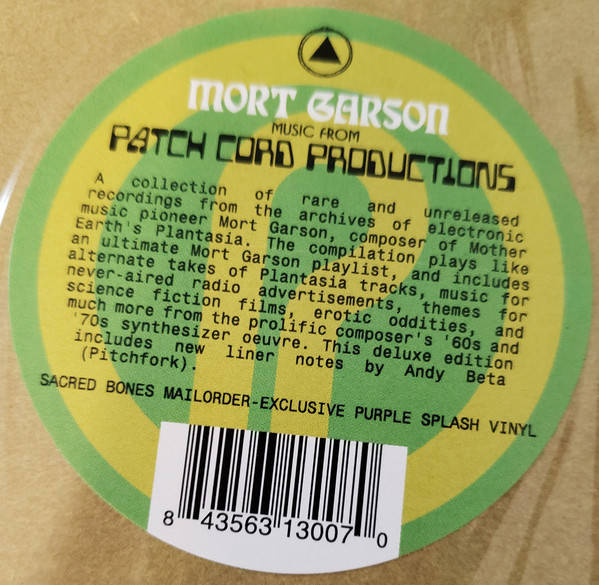 MORT GARSON
MUSIC FROM
PATCH CORD PRODUCTIONS
A collection of rare and unreleased
recordings from the archives of electronic
music pioneer Mort Garson, composer of Mother
Earth's Plantasia. The compilation plays like
an ultimate Mort Garson playlist, and includes
alternate takes of Plantasia tracks, music for
never-aired radio advertisements, themes for
science fiction films, erotic oddities, and
much more from the prolific composer's '60s and
'70s synthesizer oeuvre. This deluxe edition
includes new liner notes by Andy Beta
(Pitchfork).
SACRED BONES MAILORDER-EXCLUSIVE PURPLE SPLASH VINYL
8 43563 13007 0